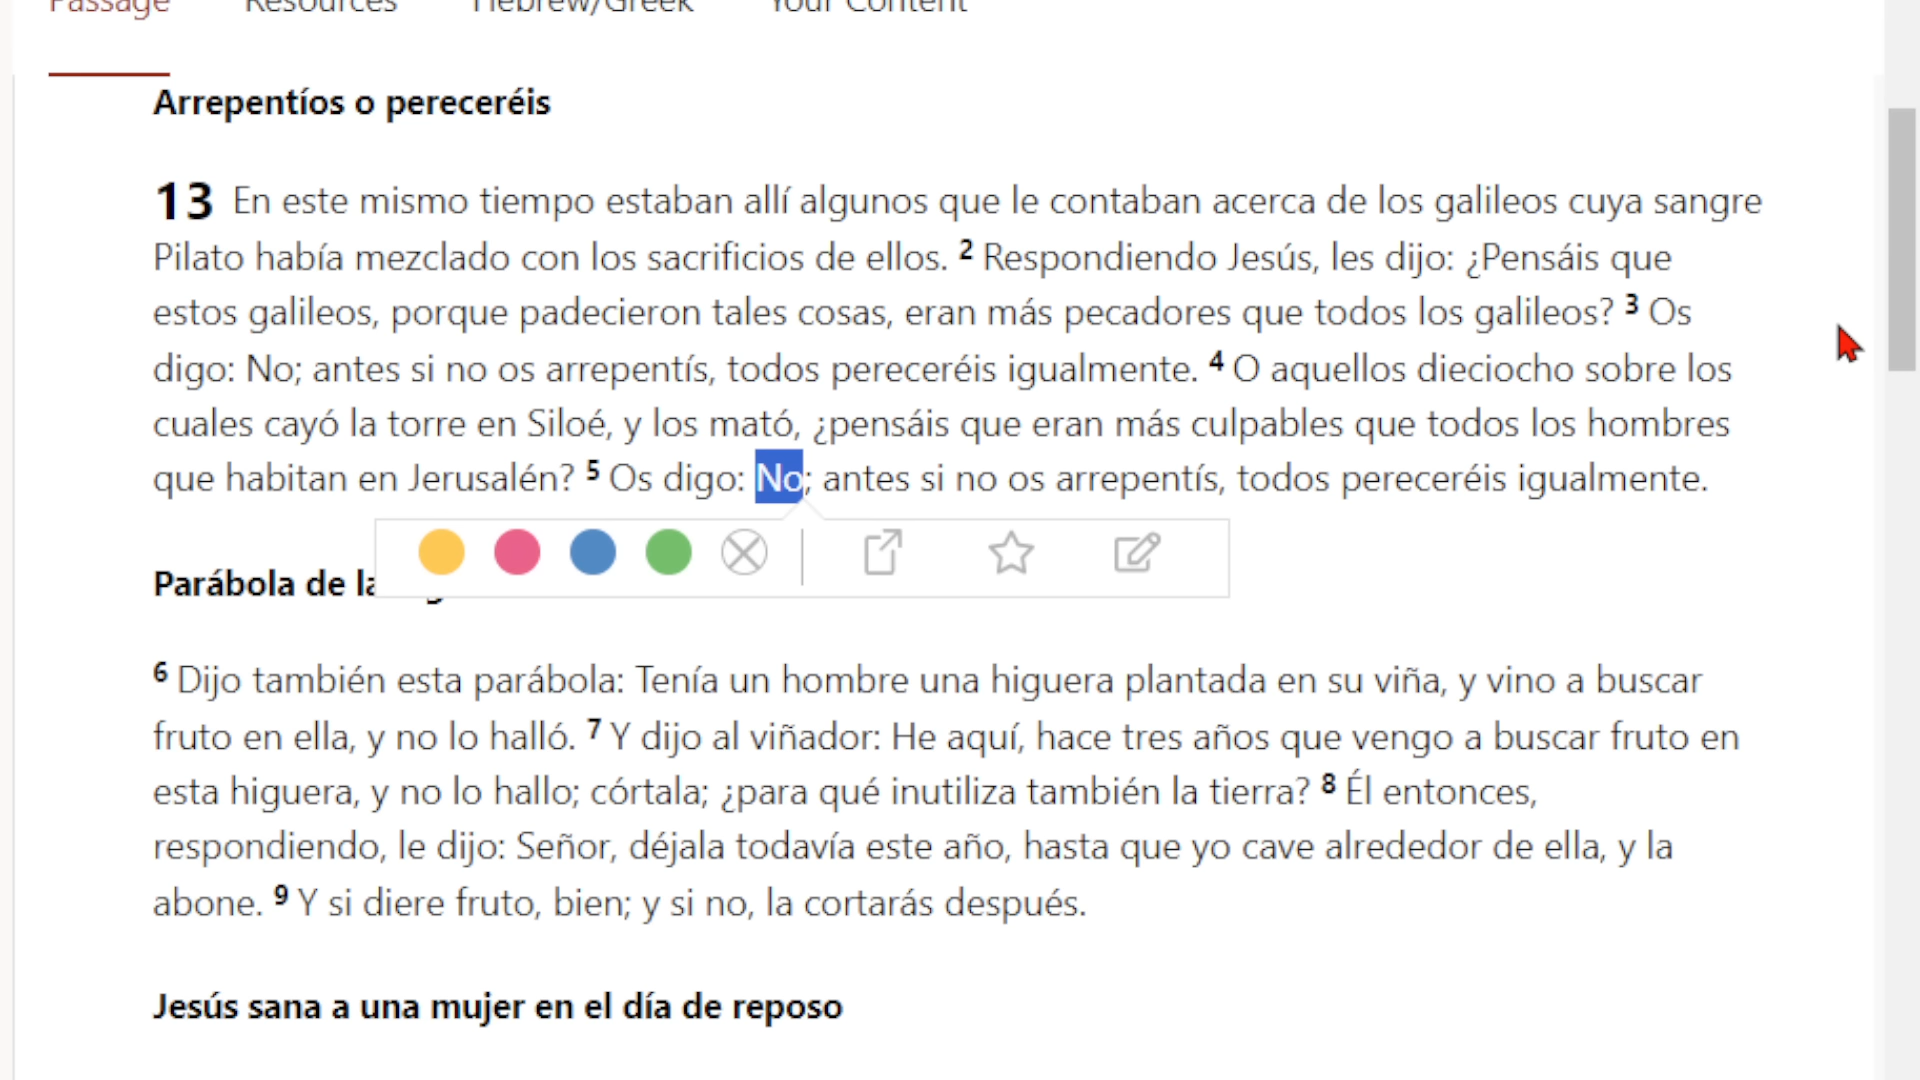 Passage Resources Hebrew/Greek Your Content
Arrepentíos o pereceréis
13 En este mismo tiempo estaban allí algunos que le contaban acerca de los galileos cuya sangre
Pilato había mezclado con los sacrificios de ellos. 2 Respondiendo Jesús, les dijo: ¿Pensáis que
estos galileos, porque padecieron tales cosas, eran más pecadores que todos los galileos? 3 Os
digo: No; antes si no os arrepentís, todos pereceréis igualmente. 4 O aquellos dieciocho sobre los
cuales cayó la torre en Siloé, y los mató, ¿pensáis que eran más culpables que todos los hombres
que habitan en Jerusalén? 5 Os digo: No; antes si no os arrepentís, todos pereceréis igualmente.
Parábola de la
6 Dijo también esta parábola: Tenía un hombre una higuera plantada en su viña, y vino a buscar
fruto en ella, y no lo halló. 7 Y dijo al viñador: He aquí, hace tres años que vengo a buscar fruto en
esta higuera, y no lo hallo; córtala; ¿para qué inutiliza también la tierra? 8 Él entonces,
respondiendo, le dijo: Señor, déjala todavía este año, hasta que yo cave alrededor de ella, y la
abone. 9 Y si diere fruto, bien; y si no, la cortarás después.
Jesús sana a una mujer en el día de reposo